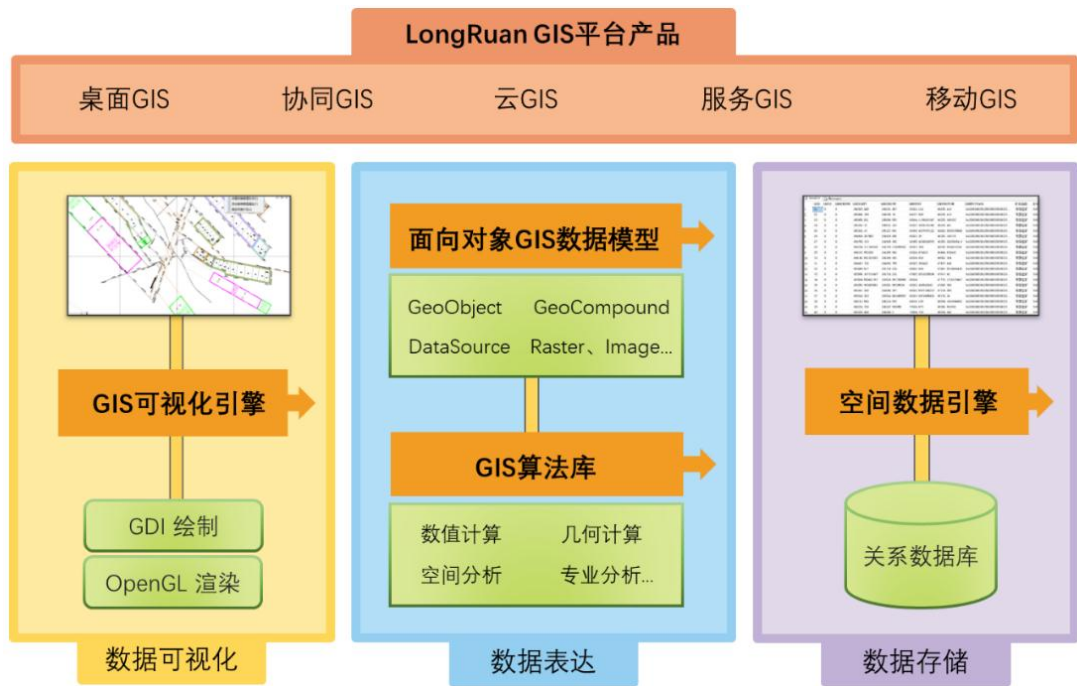 LongRuan GIS平台产品
桌面GIS 协同GIS 云GIS 服务GIS 移动GIS
GIS可视化引擎
GDI 绘制
OpenGL 渲染
数据可视化
面向对象GIS数据模型
GeoObject GeoCompound
DataSource Raster、Image...
GIS算法库
数值计算 几何计算
空间分析 专业分析...
数据表达
空间数据引擎
关系数据库
数据存储